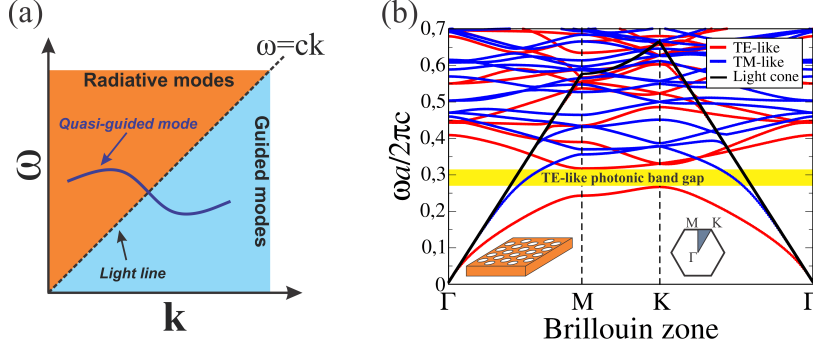 (a)
ω=ck
Radiative modes
Quasi-guided mode
Guided modes
Light line
ω
k
(b)
0,7
0,6
0,5
0,4
0,3
0,2
0,1
0
ωa/2πc
TE-like
TM-like
Light cone
TE-like photonic band gap
M K
Γ
Γ M K Γ
Brillouin zone